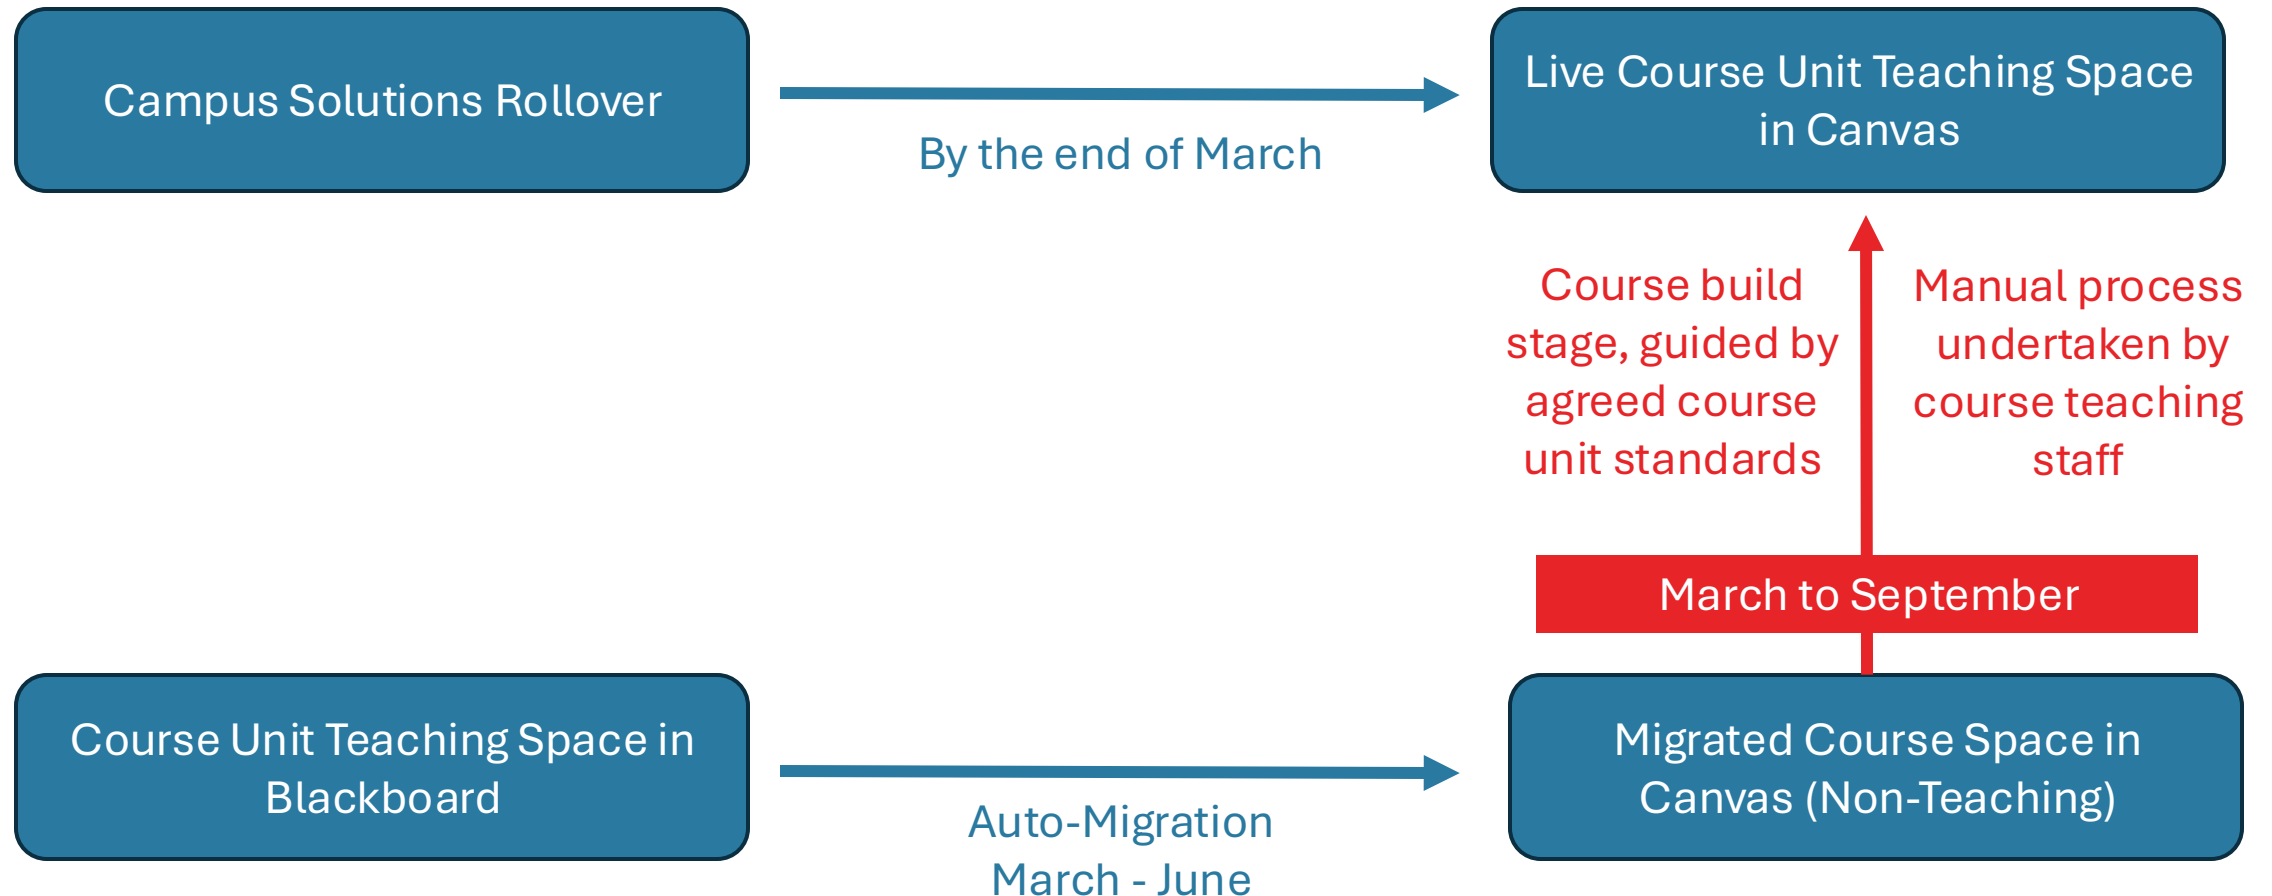 Campus Solutions Rollover
By the end of March
Live Course Unit Teaching Space
in Canvas
Course build
stage, guided by
agreed course
unit standards
Manual process
undertaken by
course teaching
staff
March to September
Course Unit Teaching Space in
Blackboard
Auto-Migration
March - June
Migrated Course Space in
Canvas (Non-Teaching)